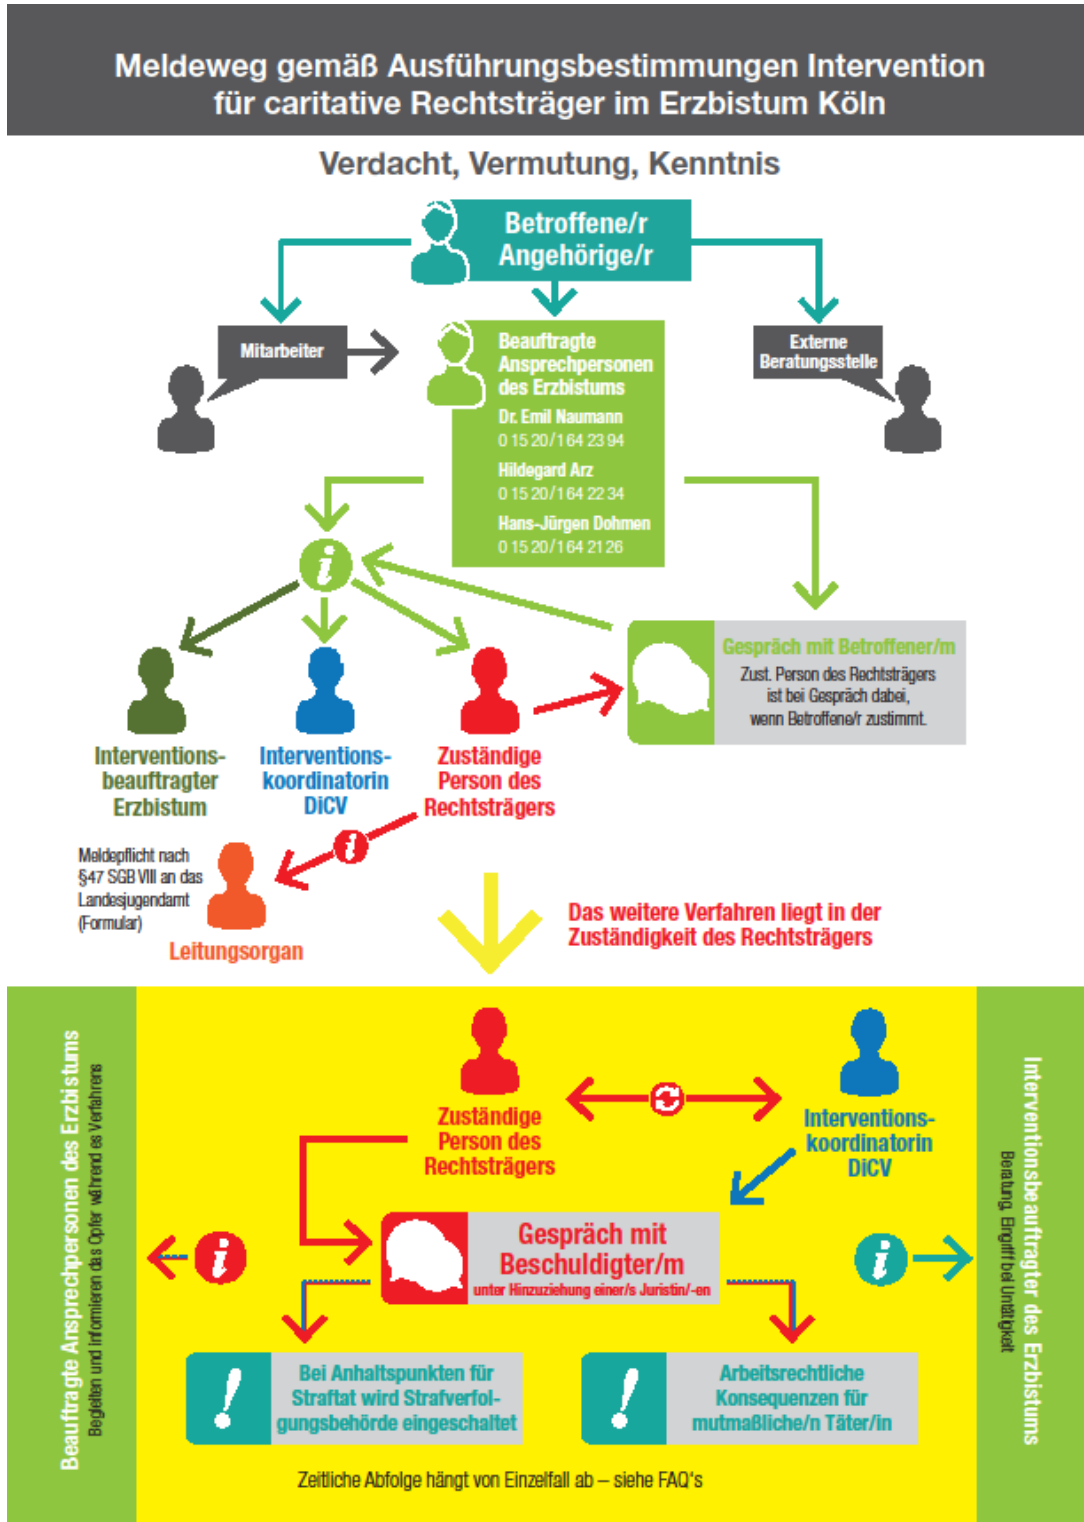 Meldeweg gemäß Ausführungsbestimmungen Intervention
für caritative Rechtsträger im Erzbistum Köln
Verdacht, Vermutung, Kenntnis
Betroffene/r
Angehörige/r
Mitarbeiter
Beauftragte
Ansprechpersonen
des Erzbistums
Dr. Emil Naumann
0 15 20/1 64 23 94
Hildegard Arz
0 15 20/1 64 22 34
Hans-Jürgen Dohmen
0 15 20/1 64 21 26
Externe
Beratungsstelle
i
Gespräch mit Betroffener/m
Zust. Person des Rechtsträgers
ist bei Gespräch dabei,
wenn Betroffene/r zustimmt.
Interventions-
beauftragter
Erzbistum
Interventions-
koordinatorin
DiCV
Zuständige
Person des
Rechtsträgers
i
Meldepflicht nach
§47 SGB VIII an das
Landesjugendamt
(Formular)
Leitungsorgan
Das weitere Verfahren liegt in der
Zuständigkeit des Rechtsträgers
Beauftragte Ansprechpersonen des Erzbistums
Begleiten und informieren das Opfer während es Verfahrens
Zuständige
Person des
Rechtsträgers
Interventions-
koordinatorin
DiCV
i
Gespräch mit
Beschuldigter/m
unter Hinzuziehung einer/s Juristin/-en
i
! Bei Anhaltspunkten für
Straftat wird Strafverfol-
gungsbehörde eingeschaltet
! Arbeitsrechtliche
Konsequenzen für
mutmaßliche/n Täter/in
Zeitliche Abfolge hängt von Einzelfall ab – siehe FAQ's
Interventionsbeauftragter des Erzbistums
Beratung, Eingriff bei Untätigkeit